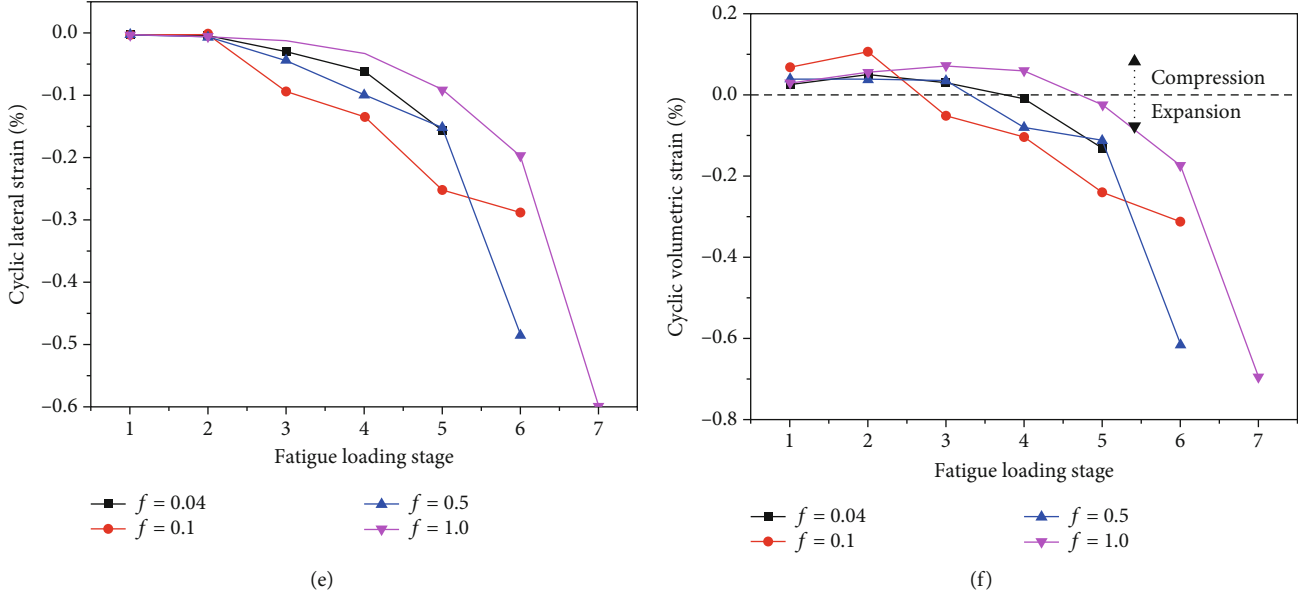 0.0
–0.1
–0.2
–0.3
–0.4
–0.5
–0.6
Cyclic lateral strain (%)
1 2 3 4 5 6 7
Fatigue loading stage
f = 0.04
f = 0.1
f = 0.5
f = 1.0
(e)
0.2
0.0
–0.2
–0.4
–0.6
–0.8
Cyclic volumetric strain (%)
Compression
Expansion
1 2 3 4 5 6 7
Fatigue loading stage
f = 0.04
f = 0.1
f = 0.5
f = 1.0
(f)